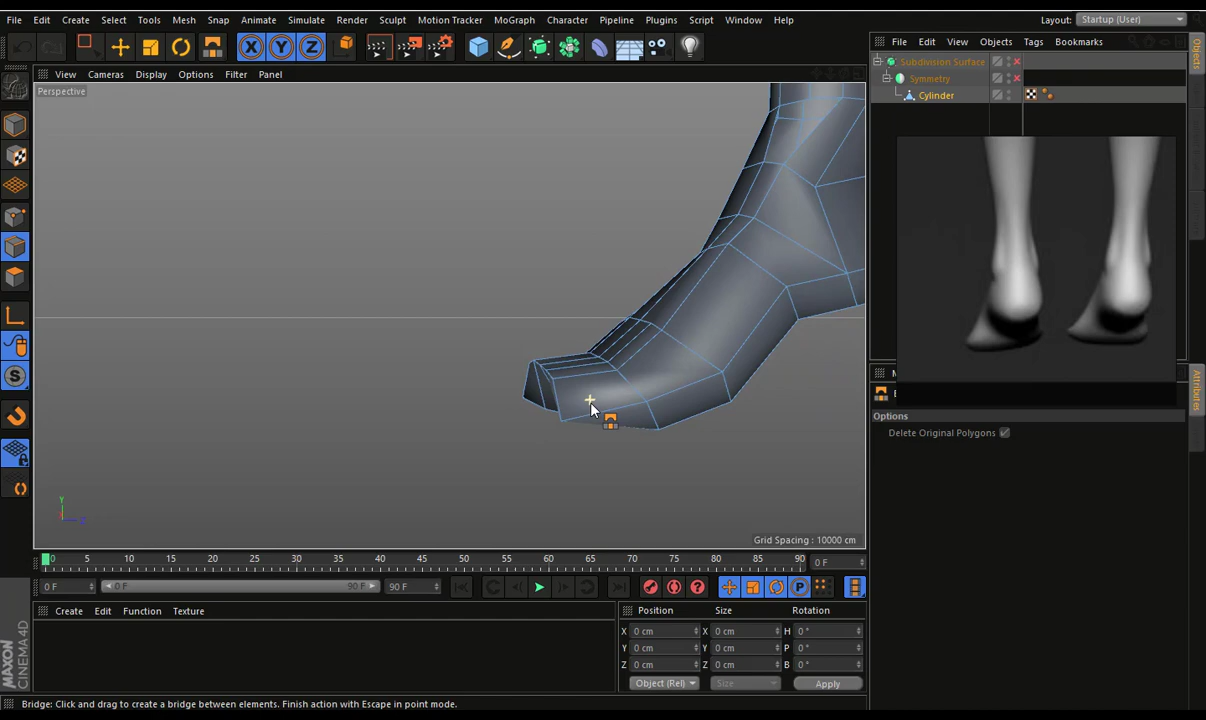 File Edit Create Select Tools Mesh Snap Animate Simulate Render Sculpt Motion Tracker MoGraph Character Pipeline Plugins Script Window Help Layout: Startup (User)
X Y Z
File Edit View Objects Tags Bookmarks
View Cameras Display Options Filter Panel
Perspective
Subdivision Surface
Symmetry
Cylinder
Objects
Attributes
Options
Delete Original Polygons
Y
Z
Grid Spacing : 10000 cm
0 5 10 15 20 25 30 35 40 45 50 55 60 65 70 75 80 85 90 0 F
0 F 0 F 90 F 90 F
Create Edit Function Texture
Position Size Rotation
X 0 cm X 0 cm H 0 °
Y 0 cm Y 0 cm P 0 °
Z 0 cm Z 0 cm B 0 °
Object (Rel) Size Apply
MAXON
CINEMA 4D
Bridge: Click and drag to create a bridge between elements. Finish action with Escape in point mode.